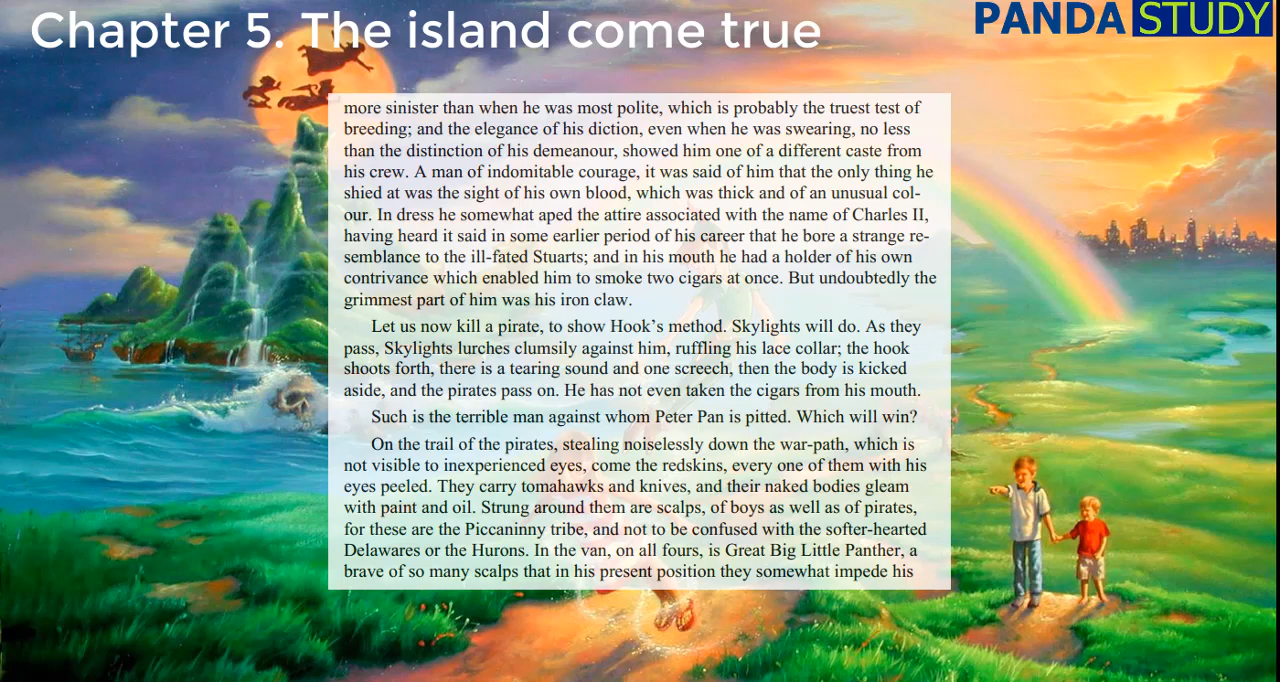 Chapter 5. The island come true
PANDA STUDY
more sinister than when he was most polite, which is probably the truest test of
breeding; and the elegance of his diction, even when he was swearing, no less
than the distinction of his demeanour, showed him one of a different caste from
his crew. A man of indomitable courage, it was said of him that the only thing he
shied at was the sight of his own blood, which was thick and of an unusual col-
our. In dress he somewhat aped the attire associated with the name of Charles II,
having heard it said in some earlier period of his career that he bore a strange re-
semblance to the ill-fated Stuarts; and in his mouth he had a holder of his own
contrivance which enabled him to smoke two cigars at once. But undoubtedly the
grimmest part of him was his iron claw.
Let us now kill a pirate, to show Hook’s method. Skylights will do. As they
pass, Skylights lurches clumsily against him, ruffling his lace collar; the hook
shoots forth, there is a tearing sound and one screech, then the body is kicked
aside, and the pirates pass on. He has not even taken the cigars from his mouth.
Such is the terrible man against whom Peter Pan is pitted. Which will win?
On the trail of the pirates, stealing noiselessly down the war-path, which is
not visible to inexperienced eyes, come the redskins, every one of them with his
eyes peeled. They carry tomahawks and knives, and their naked bodies gleam
with paint and oil. Strung around them are scalps, of boys as well as of pirates,
for these are the Piccaninny tribe, and not to be confused with the softer-hearted
Delawares or the Hurons. In the van, on all fours, is Great Big Little Panther, a
brave of so many scalps that in his present position they somewhat impede his